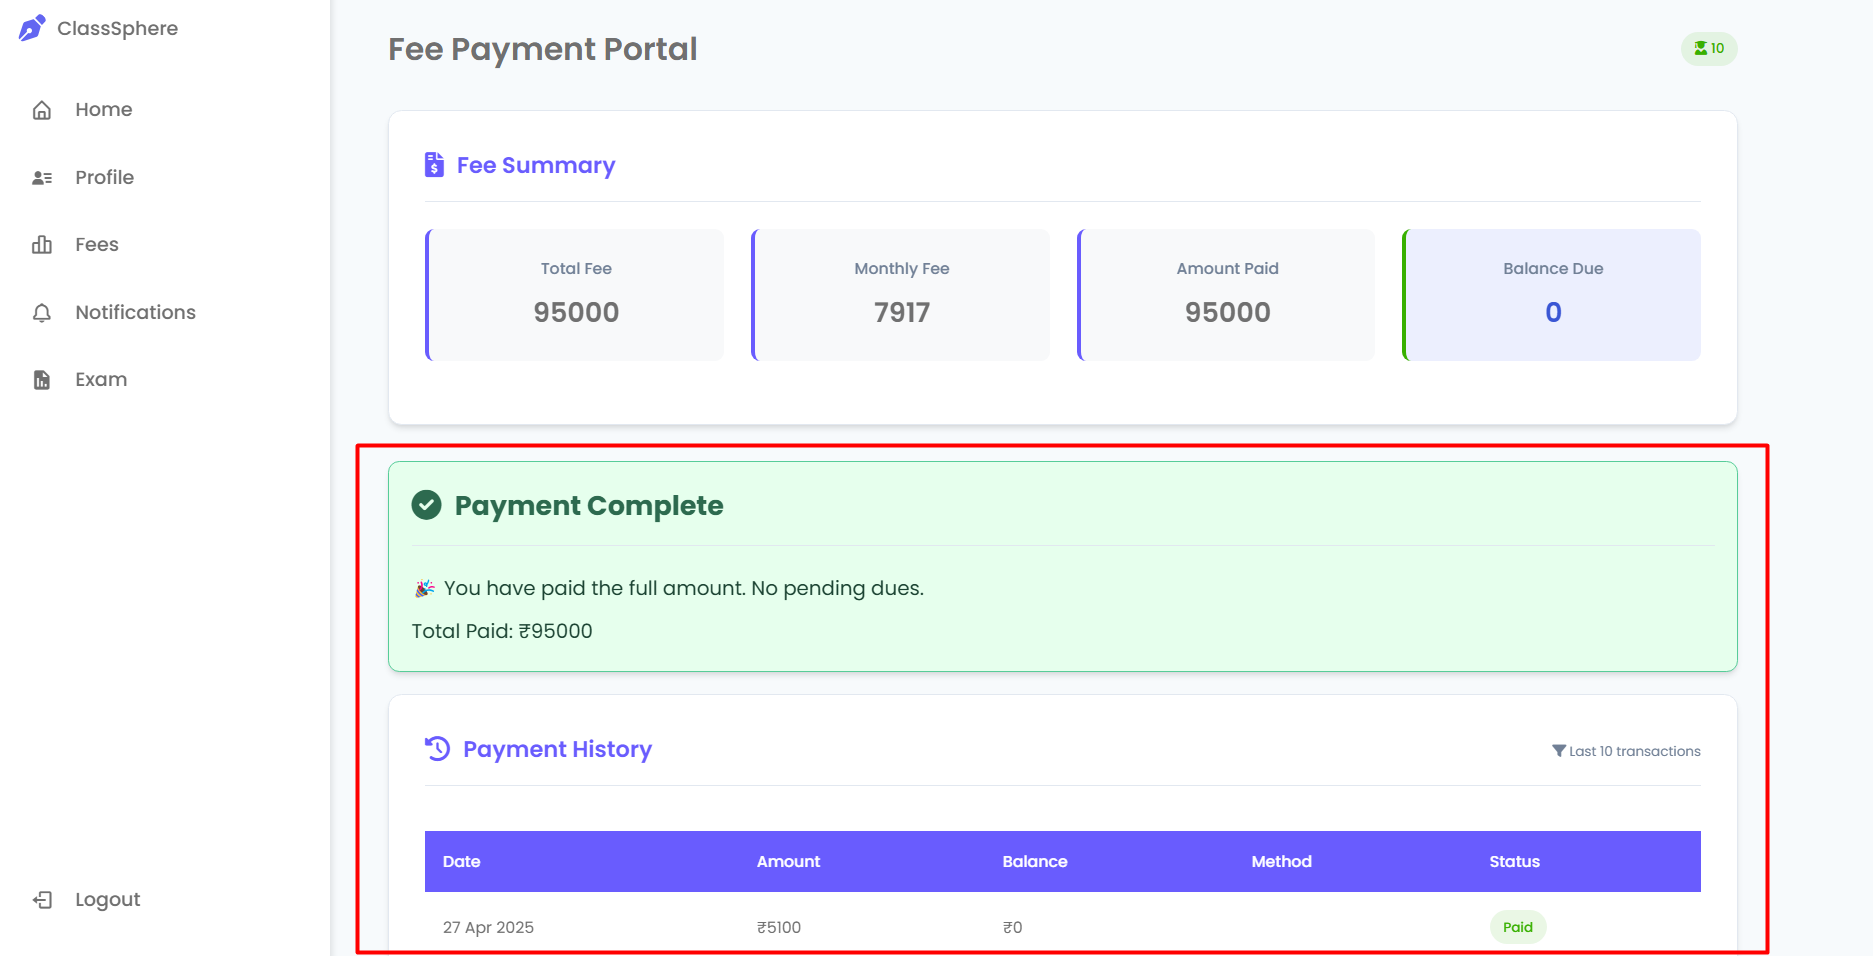 ClassSphere
Home
Profile
Fees
Notifications
Exam
Logout
Fee Payment Portal
10
Fee Summary
Total Fee
95000
Monthly Fee
7917
Amount Paid
95000
Balance Due
0
Payment Complete
🎉 You have paid the full amount. No pending dues.
Total Paid: ₹95000
Payment History
Last 10 transactions
Date Amount Balance Method Status
27 Apr 2025 ₹5100 ₹0 Paid